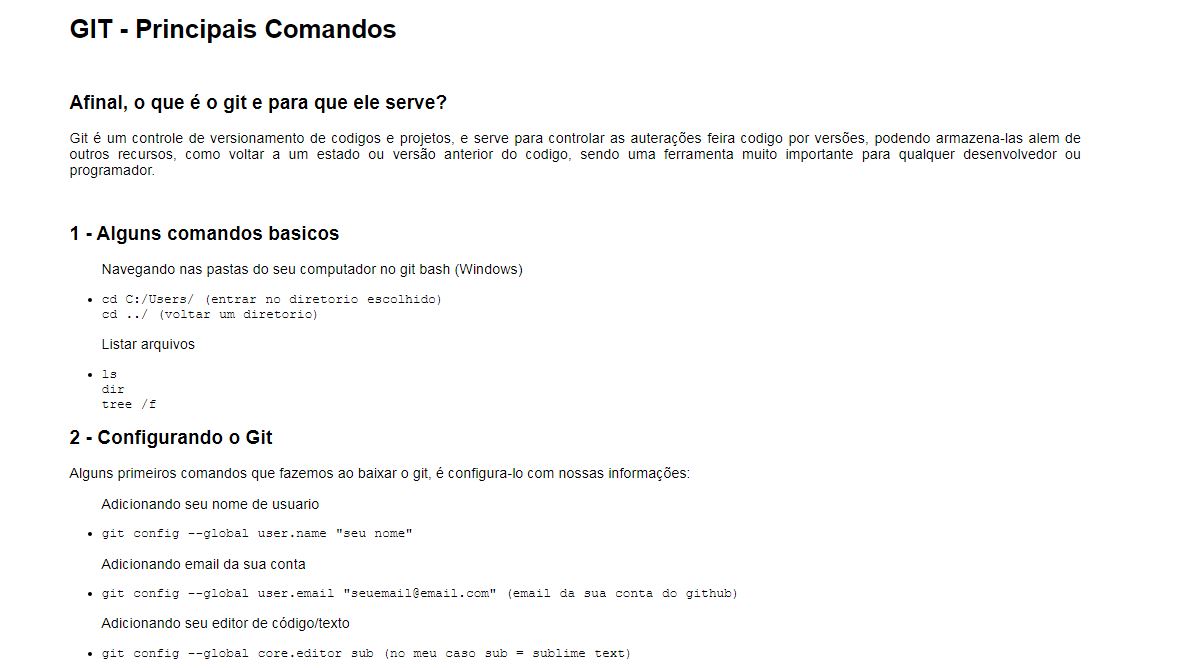 GIT - Principais Comandos
Afinal, o que é o git e para que ele serve?
Git é um controle de versionamento de codigos e projetos, e serve para controlar as auterações feira codigo por versões, podendo armazena-las alem de
outros recursos, como voltar a um estado ou versão anterior do codigo, sendo uma ferramenta muito importante para qualquer desenvolvedor ou
programador.
1 - Alguns comandos basicos
Navegando nas pastas do seu computador no git bash (Windows)
• cd C:/Users/ (entrar no diretorio escolhido)
cd ../ (voltar um diretorio)
Listar arquivos
• ls
dir
tree /f
2 - Configurando o Git
Alguns primeiros comandos que fazemos ao baixar o git, é configura-lo com nossas informações:
Adicionando seu nome de usuario
• git config --global user.name "seu nome"
Adicionando email da sua conta
• git config --global user.email "seuemail@email.com" (email da sua conta do github)
Adicionando seu editor de código/texto
• git config --global core.editor sub (no meu caso sub = sublime text)